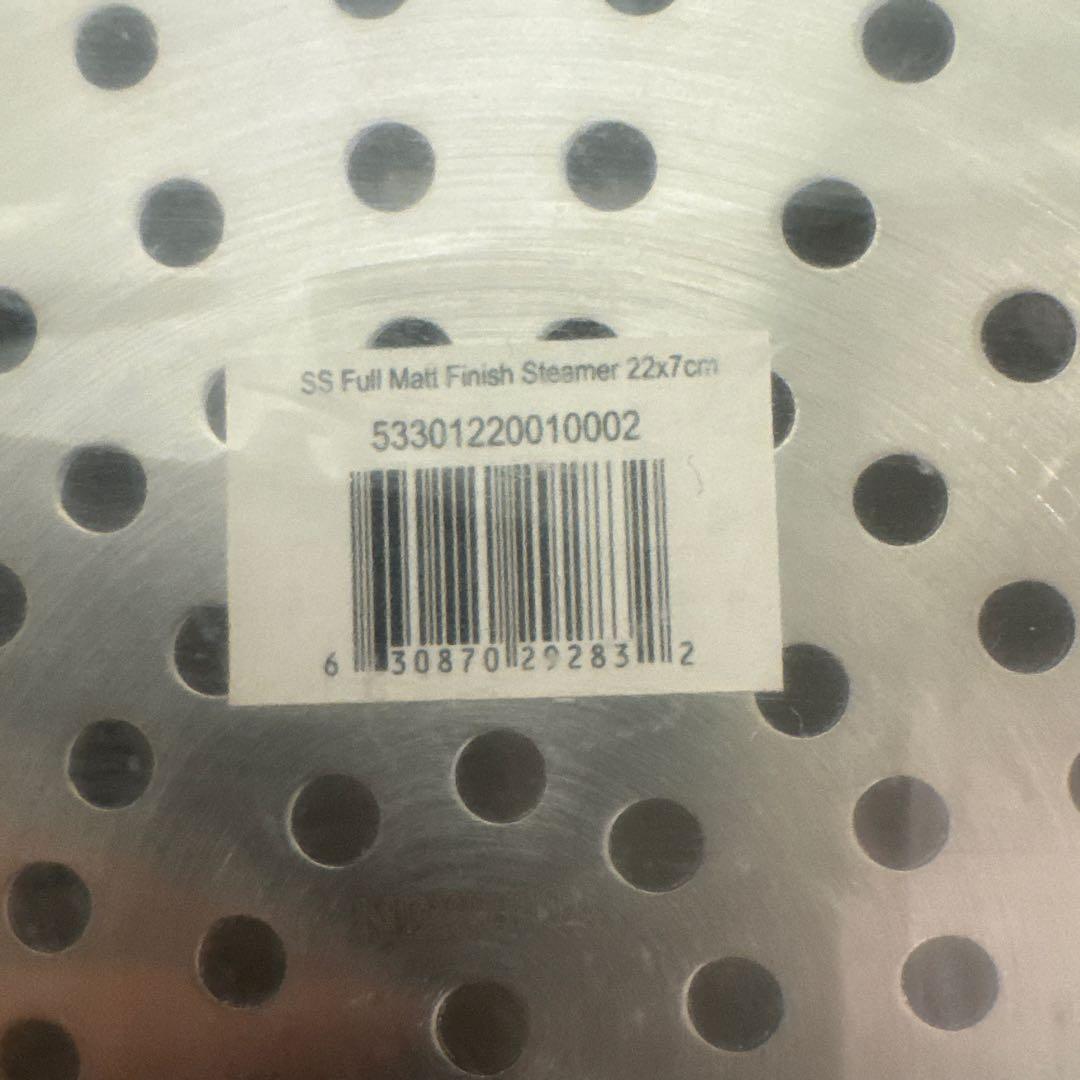 SS Full Matt Finish Steamer 22x7cm
53301220010002
6 30870 29283 2